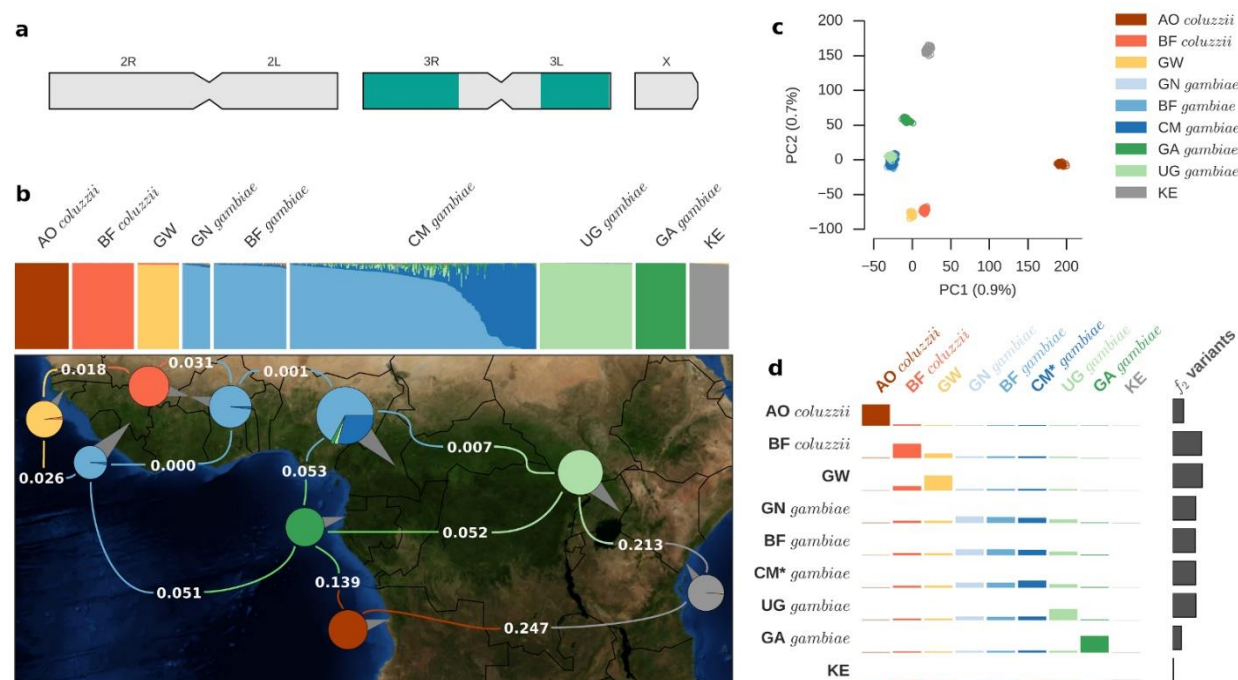 a
2R 2L 3R 3L X
b
AO coluzzii
BF coluzzii
GW
GN gambiae
BF gambiae
CM gambiae
UG gambiae
GA gambiae
KE
0.018
0.031
0.001
0.026
0.000
0.053
0.007
0.052
0.051
0.139
0.213
0.247
c
200
150
100
50
0
−50
−100
PC2 (0.7%)
−50 0 50 100 150 200
PC1 (0.9%)
AO coluzzii
BF coluzzii
GW
GN gambiae
BF gambiae
CM gambiae
GA gambiae
UG gambiae
KE
d
AO coluzzii
BF coluzzii
GW
GN gambiae
BF gambiae
CM* gambiae
UG gambiae
GA gambiae
KE
f2 variants
AO coluzzii
BF coluzzii
GW
GN gambiae
BF gambiae
CM* gambiae
UG gambiae
GA gambiae
KE